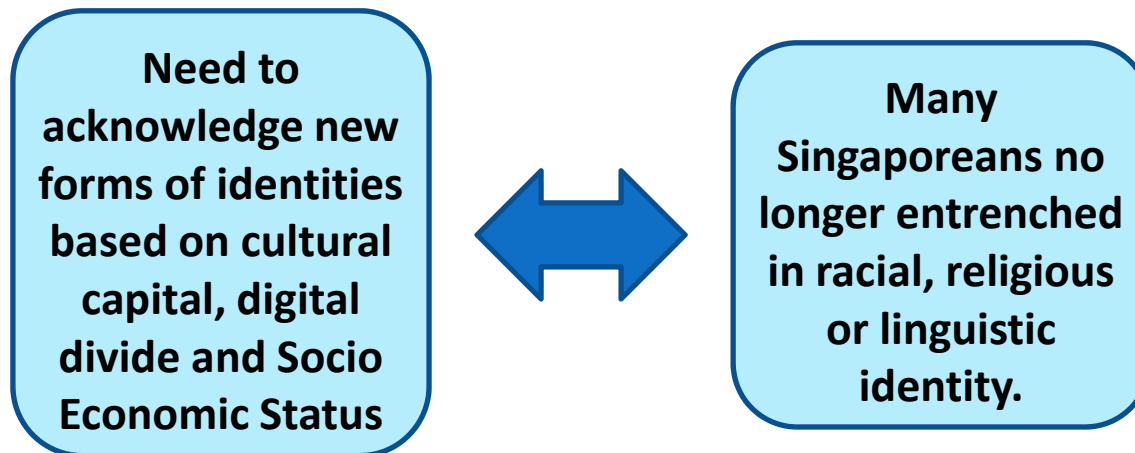 Need to
acknowledge new
forms of identities
based on cultural
capital, digital
divide and Socio
Economic Status
Many
Singaporeans no
longer entrenched
in racial, religious
or linguistic
identity.